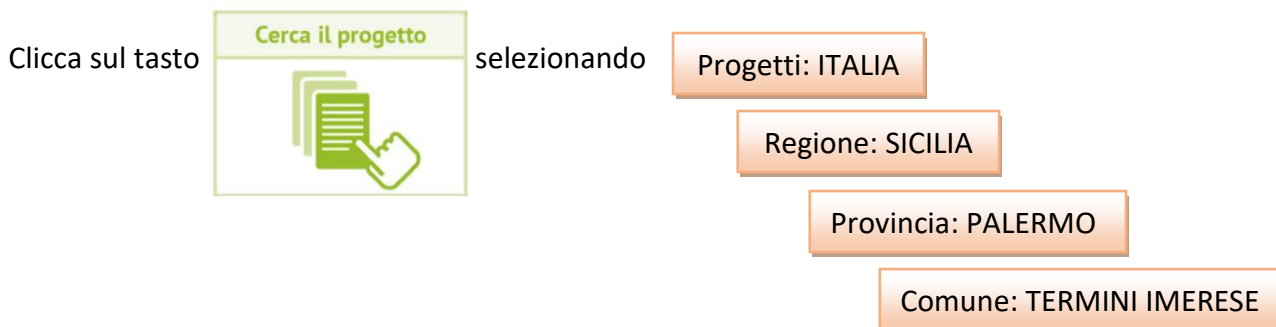 Clicca sul tasto
Cerca il progetto
selezionando
Progetti: ITALIA
Regione: SICILIA
Provincia: PALERMO
Comune: TERMINI IMERESE